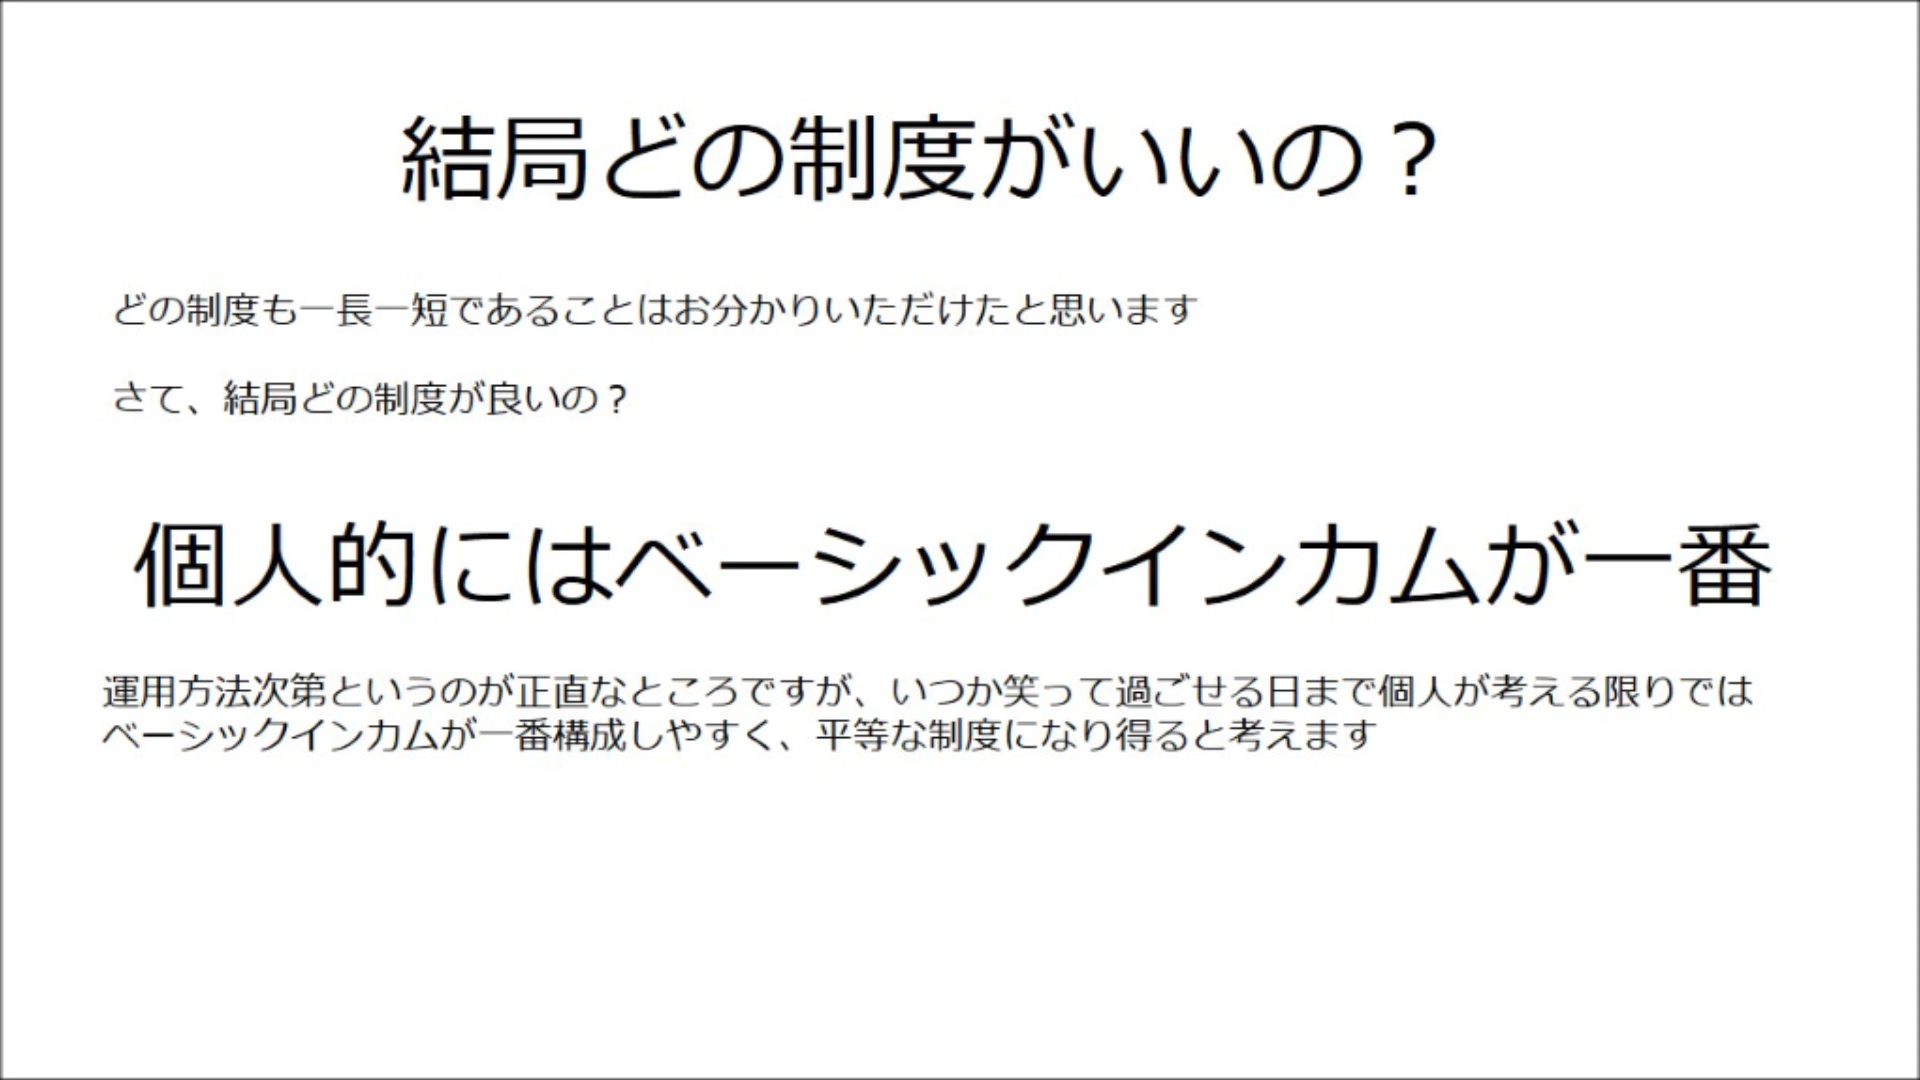 結局どの制度がいいの？
どの制度も一長一短であることはお分かりいただけたと思います
さて、結局どの制度が良いの？
個人的にはベーシックインカムが一番
運用方法次第というのが正直なところですが、いつか笑って過ごせる日まで個人が考える限りでは
ベーシックインカムが一番構成しやすく、平等な制度になり得ると考えます